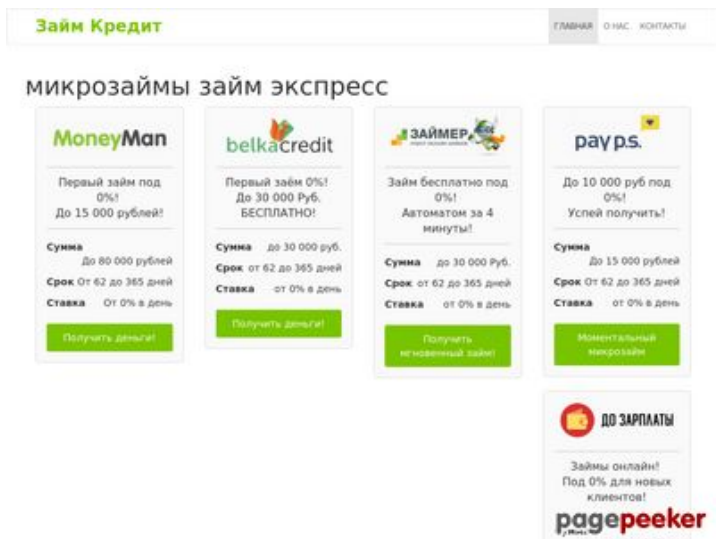 Займ Кредит
ГЛАВНАЯ О НАС. КОНТАКТЫ
микрозаймы займ экспресс
MoneyMan
Первый займ под
0%!
До 15 000 рублей!
Сумма
До 80 000 рублей
Срок От 62 до 365 дней
Ставка От 0% в день
Получить деньги!
belkacredit
Первый заём 0%!
До 30 000 Руб.
БЕСПЛАТНО!
Сумма до 30 000 руб.
Срок от 62 до 365 дней
Ставка от 0% в день
Получить деньги!
ЗАЙМЕР
Займ бесплатно под
0%!
Автоматом за 4
минуты!
Сумма до 30 000 Руб.
Срок от 62 до 365 дней
Ставка от 0% в день
Получить
мгновенный займ!
pay p.s.
До 10 000 руб под
0%!
Успей получить!
Сумма
До 15 000 рублей
Срок От 62 до 365 дней
Ставка от 0% в день
Моментальный
микрозайм
ДО ЗАРПЛАТЫ
Займы онлайн!
Под 0% для новых
клиентов!
pagepeeker